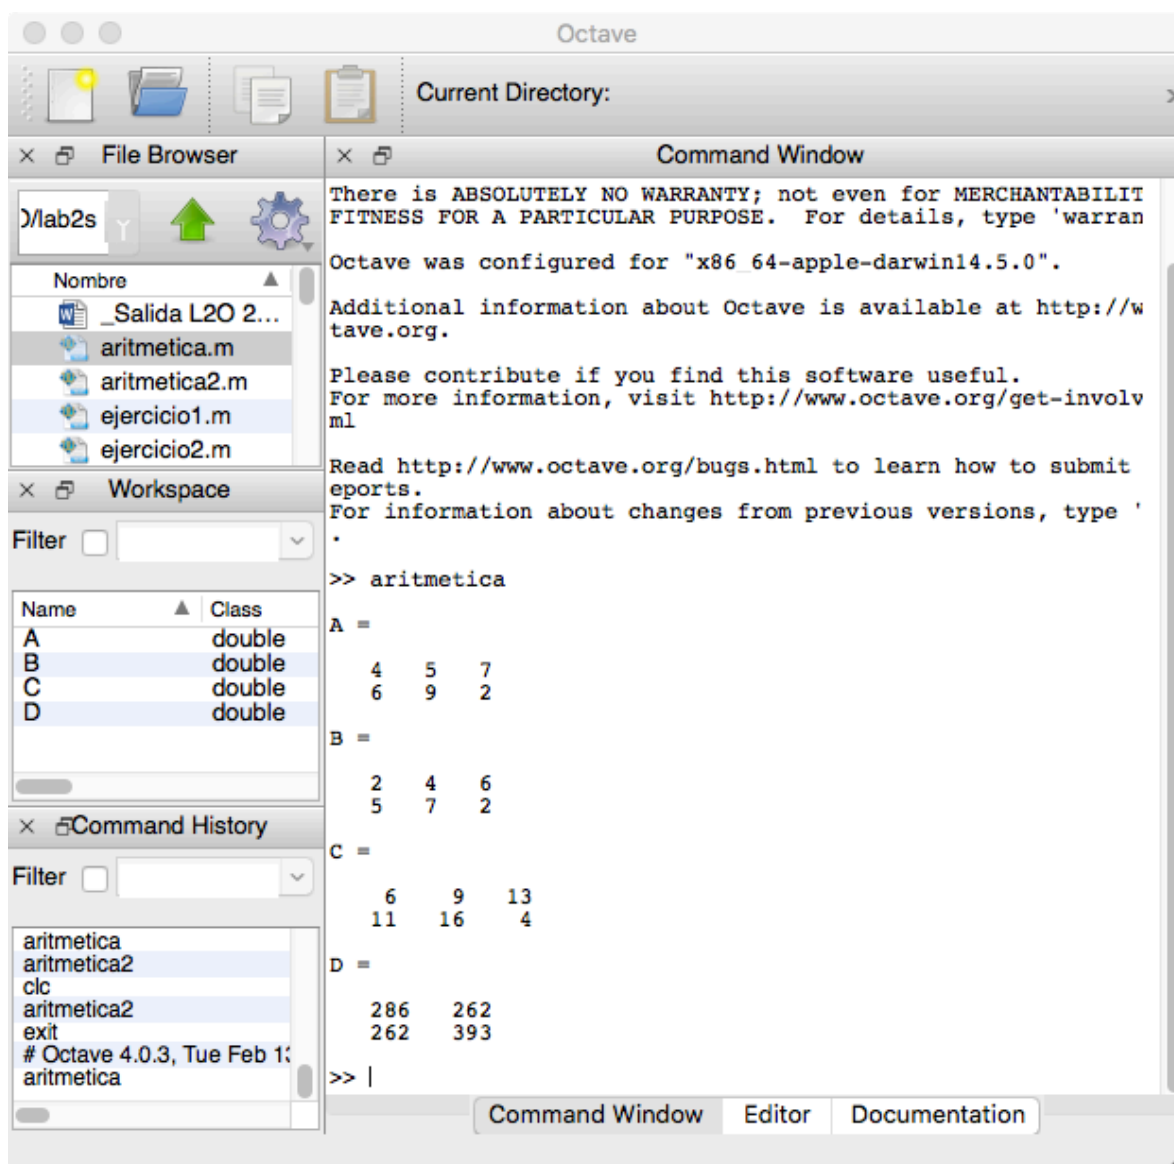 Octave
Current Directory:
File Browser
Command Window
/lab2s
Nombre
_Salida L2O 2...
aritmetica.m
aritmetica2.m
ejercicio1.m
ejercicio2.m
Workspace
Filter
Name Class
A double
B double
C double
D double
Command History
Filter
aritmetica
aritmetica2
clc
aritmetica2
exit
# Octave 4.0.3, Tue Feb 13
aritmetica
There is ABSOLUTELY NO WARRANTY; not even for MERCHANTABILIT
FITNESS FOR A PARTICULAR PURPOSE.  For details, type 'warran
Octave was configured for "x86_64-apple-darwin14.5.0".
Additional information about Octave is available at http://w
tave.org.
Please contribute if you find this software useful.
For more information, visit http://www.octave.org/get-involv
ml
Read http://www.octave.org/bugs.html to learn how to submit
eports.
For information about changes from previous versions, type '
.
>> aritmetica
A =
4 5 7
6 9 2
B =
2 4 6
5 7 2
C =
6 9 13
11 16 4
D =
286 262
262 393
>>
Command Window Editor Documentation